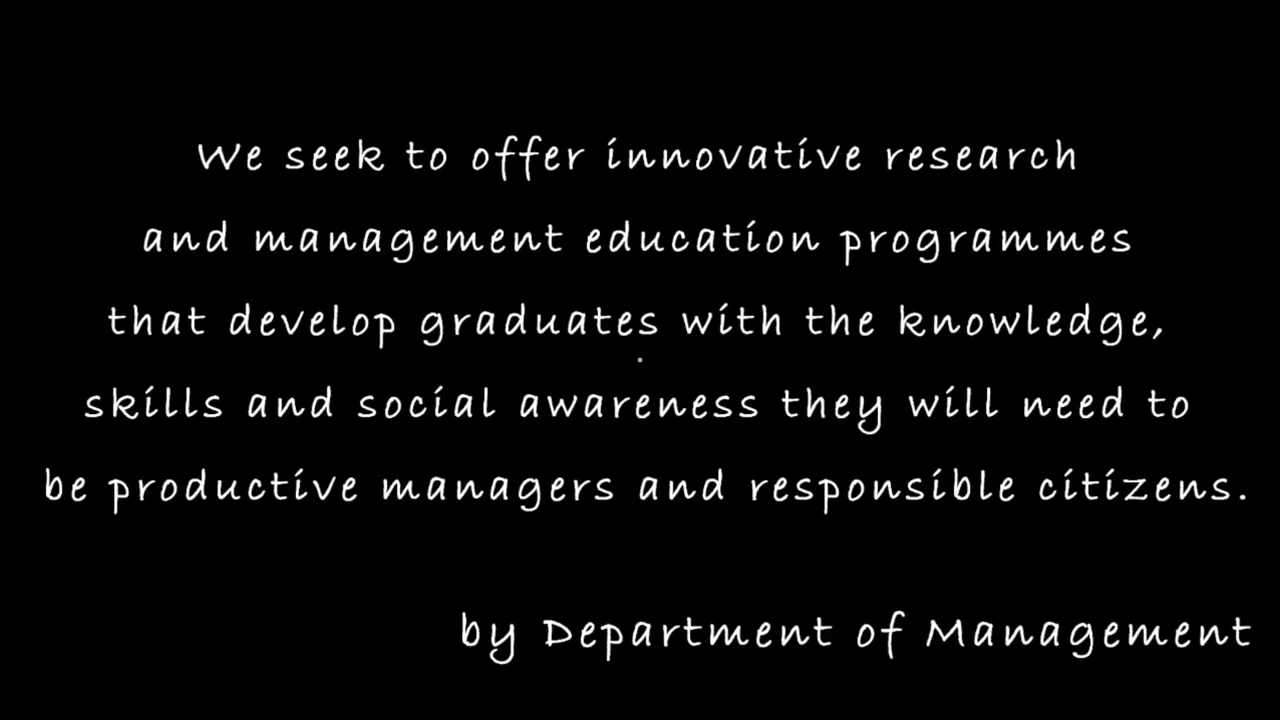 We seek to offer innovative research
and management education programmes
that develop graduates with the knowledge,
skills and social awareness they will need to
be productive managers and responsible citizens.
by Department of Management